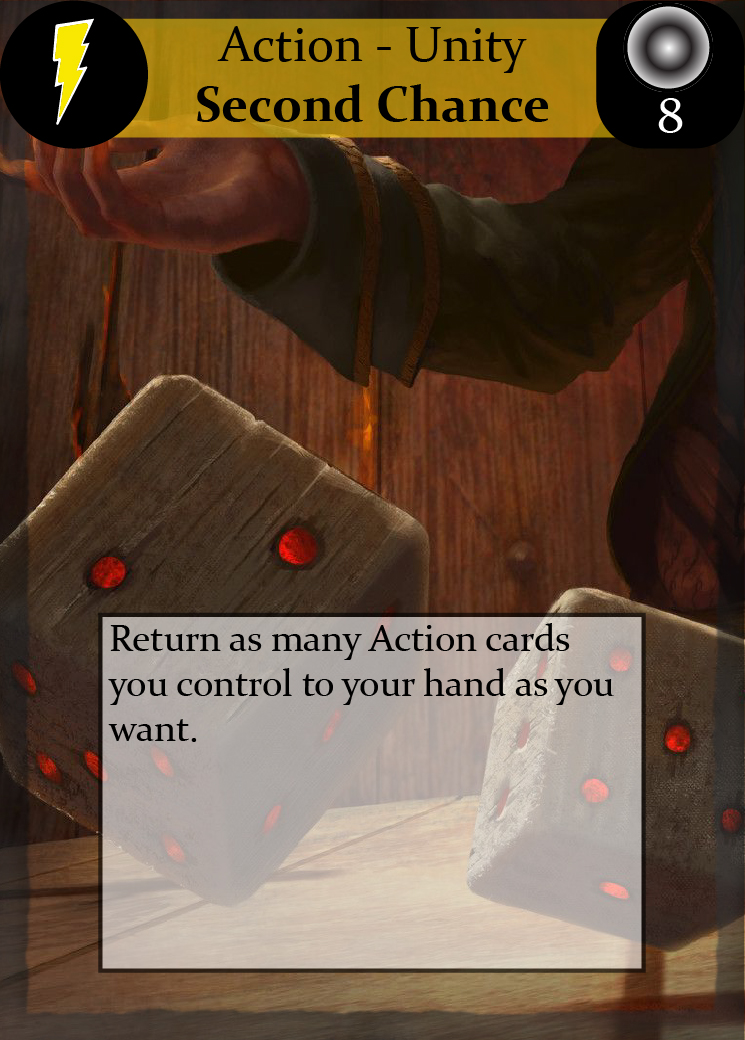 Action - Unity
Second Chance
8
Return as many Action cards
you control to your hand as you
want.